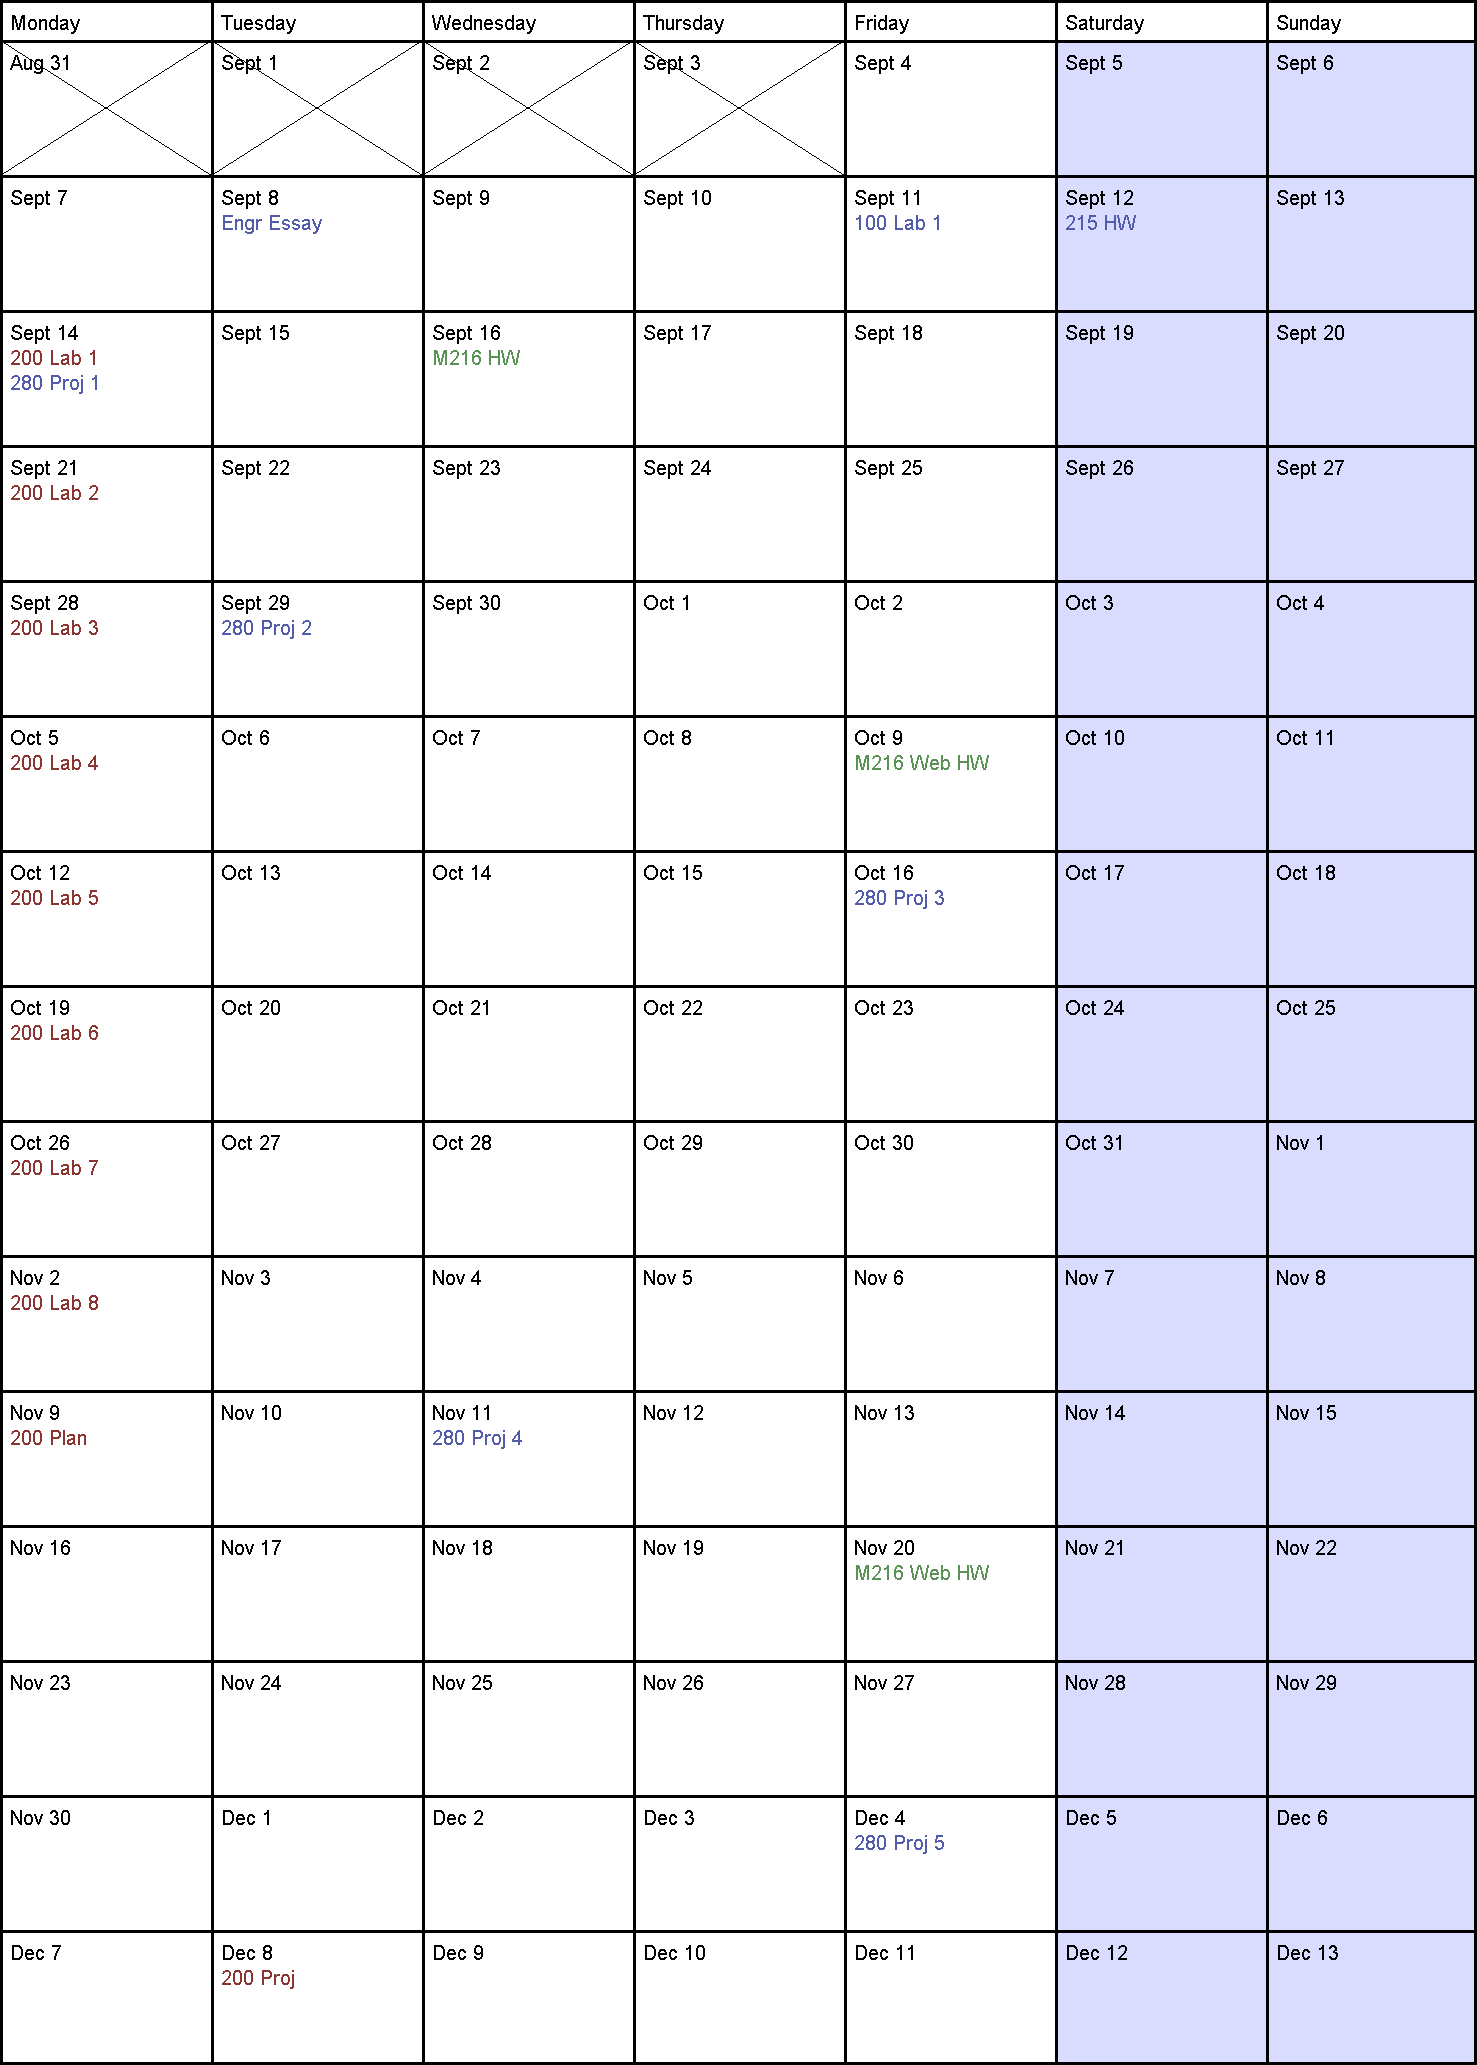 Monday Tuesday Wednesday Thursday Friday Saturday Sunday
Aug 31 Sept 1 Sept 2 Sept 3 Sept 4 Sept 5 Sept 6
Sept 7 Sept 8 Sept 9 Sept 10 Sept 11 Sept 12 Sept 13
Engr Essay 100 Lab 1 215 HW
Sept 14 Sept 15 Sept 16 Sept 17 Sept 18 Sept 19 Sept 20
200 Lab 1 M216 HW
280 Proj 1
Sept 21 Sept 22 Sept 23 Sept 24 Sept 25 Sept 26 Sept 27
200 Lab 2
Sept 28 Sept 29 Sept 30 Oct 1 Oct 2 Oct 3 Oct 4
200 Lab 3 280 Proj 2
Oct 5 Oct 6 Oct 7 Oct 8 Oct 9 Oct 10 Oct 11
200 Lab 4 M216 Web HW
Oct 12 Oct 13 Oct 14 Oct 15 Oct 16 Oct 17 Oct 18
200 Lab 5 280 Proj 3
Oct 19 Oct 20 Oct 21 Oct 22 Oct 23 Oct 24 Oct 25
200 Lab 6
Oct 26 Oct 27 Oct 28 Oct 29 Oct 30 Oct 31 Nov 1
200 Lab 7
Nov 2 Nov 3 Nov 4 Nov 5 Nov 6 Nov 7 Nov 8
200 Lab 8
Nov 9 Nov 10 Nov 11 Nov 12 Nov 13 Nov 14 Nov 15
200 Plan 280 Proj 4
Nov 16 Nov 17 Nov 18 Nov 19 Nov 20 Nov 21 Nov 22
M216 Web HW
Nov 23 Nov 24 Nov 25 Nov 26 Nov 27 Nov 28 Nov 29
Nov 30 Dec 1 Dec 2 Dec 3 Dec 4 Dec 5 Dec 6
280 Proj 5
Dec 7 Dec 8 Dec 9 Dec 10 Dec 11 Dec 12 Dec 13
200 Proj